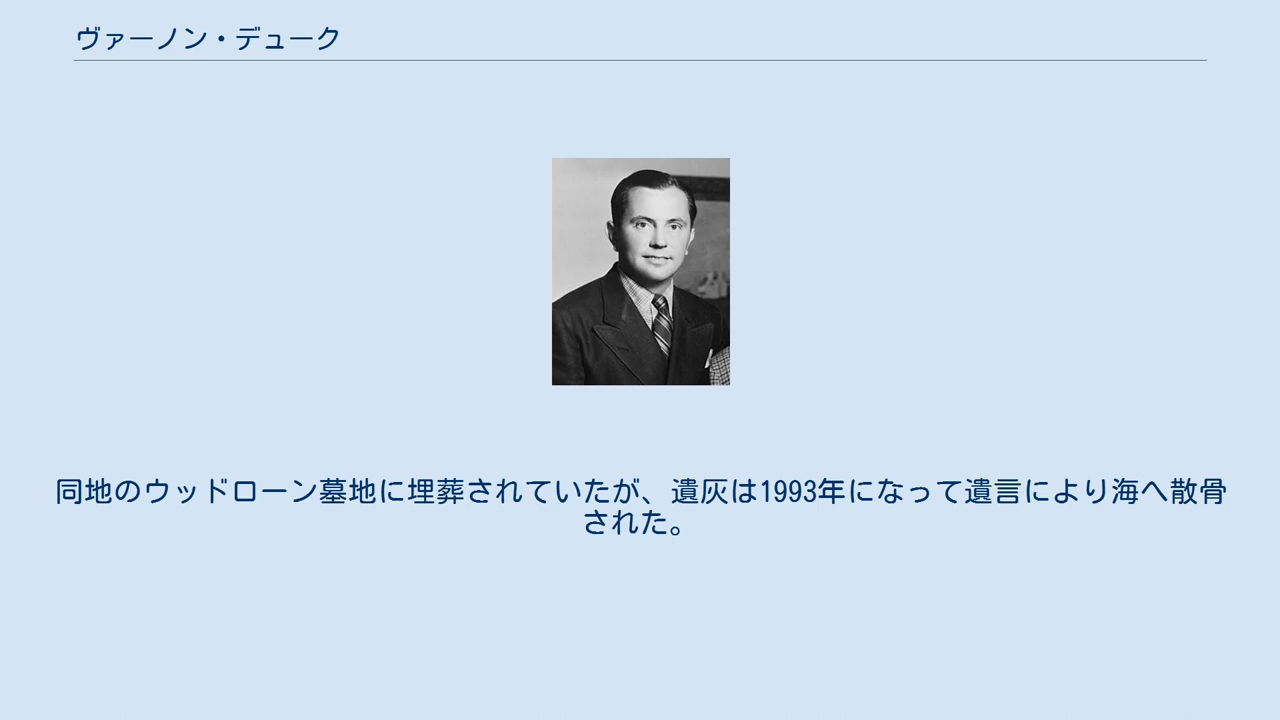 ヴァーノン・デューク
同地のウッドローン墓地に埋葬されていたが、遺灰は1993年になって遺言により海へ散骨
された。